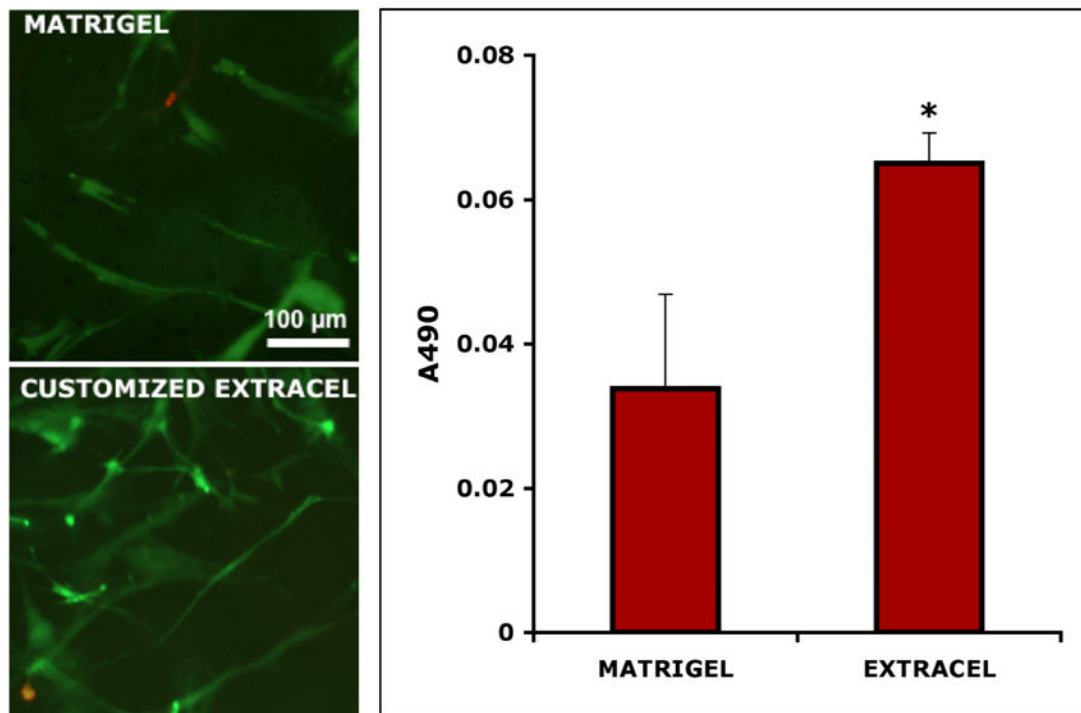 MATRIGEL
100 µm
CUSTOMIZED EXTRACEL
0.08
0.06
0.04
0.02
0
A490
*
MATRIGEL
EXTRACEL